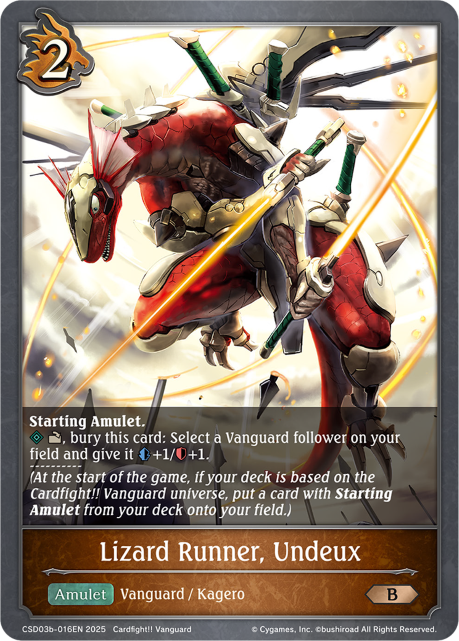 2
Starting Amulet.
, bury this card: Select a Vanguard follower on your
field and give it +1/+1.
(At the start of the game, if your deck is based on the
Cardfight!! Vanguard universe, put a card with Starting
Amulet from your deck onto your field.)
Lizard Runner, Undeux
Amulet Vanguard / Kagero B
CSD03b-016EN 2025 Cardfight!! Vanguard © Cygames, Inc. ©bushiroad All Rights Reserved.